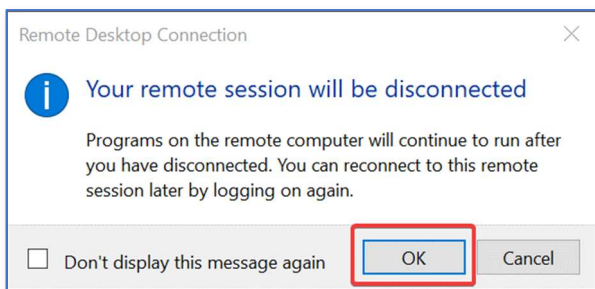 Remote Desktop Connection
Your remote session will be disconnected
Programs on the remote computer will continue to run after
you have disconnected. You can reconnect to this remote
session later by logging on again.
Don't display this message again OK Cancel